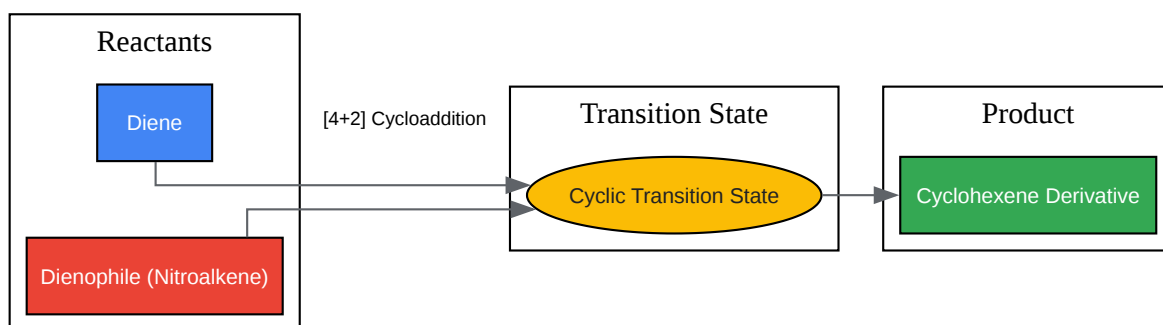 Reactants
Diene
Dienophile (Nitroalkene)
[4+2] Cycloaddition
Transition State
Cyclic Transition State
Product
Cyclohexene Derivative